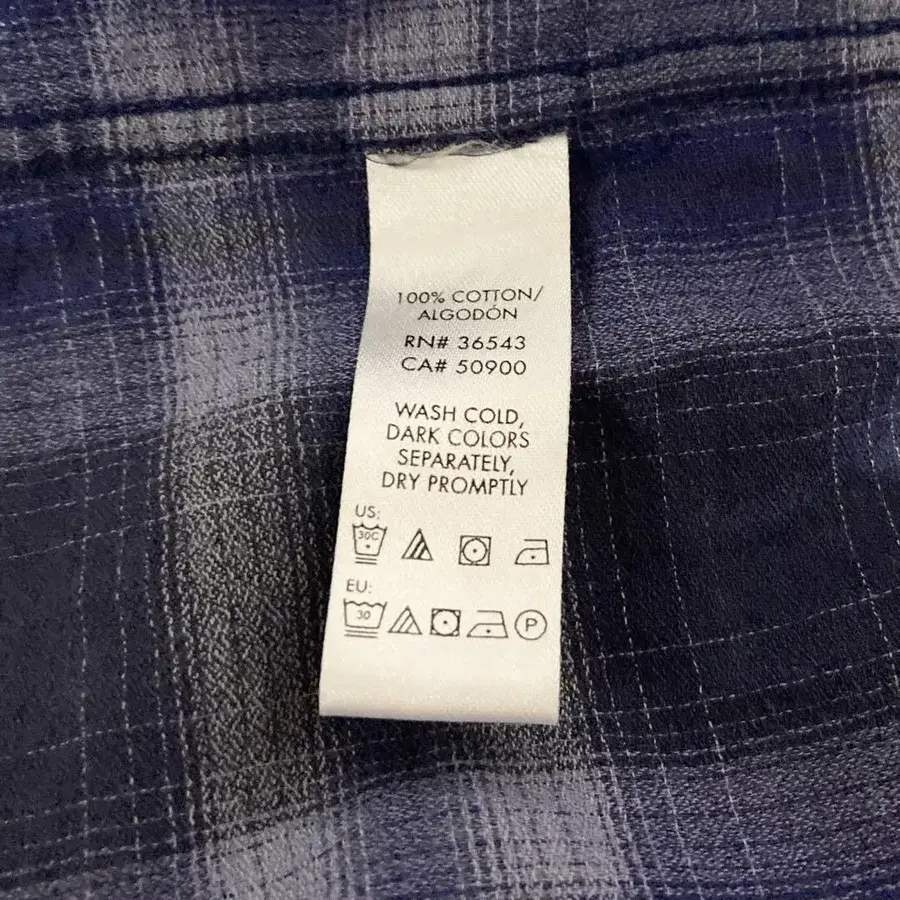 100% COTTON/
ALGODÓN
RN# 36543
CA# 50900
WASH COLD,
DARK COLORS
SEPARATELY,
DRY PROMPTLY
US:
30C
EU:
30
P